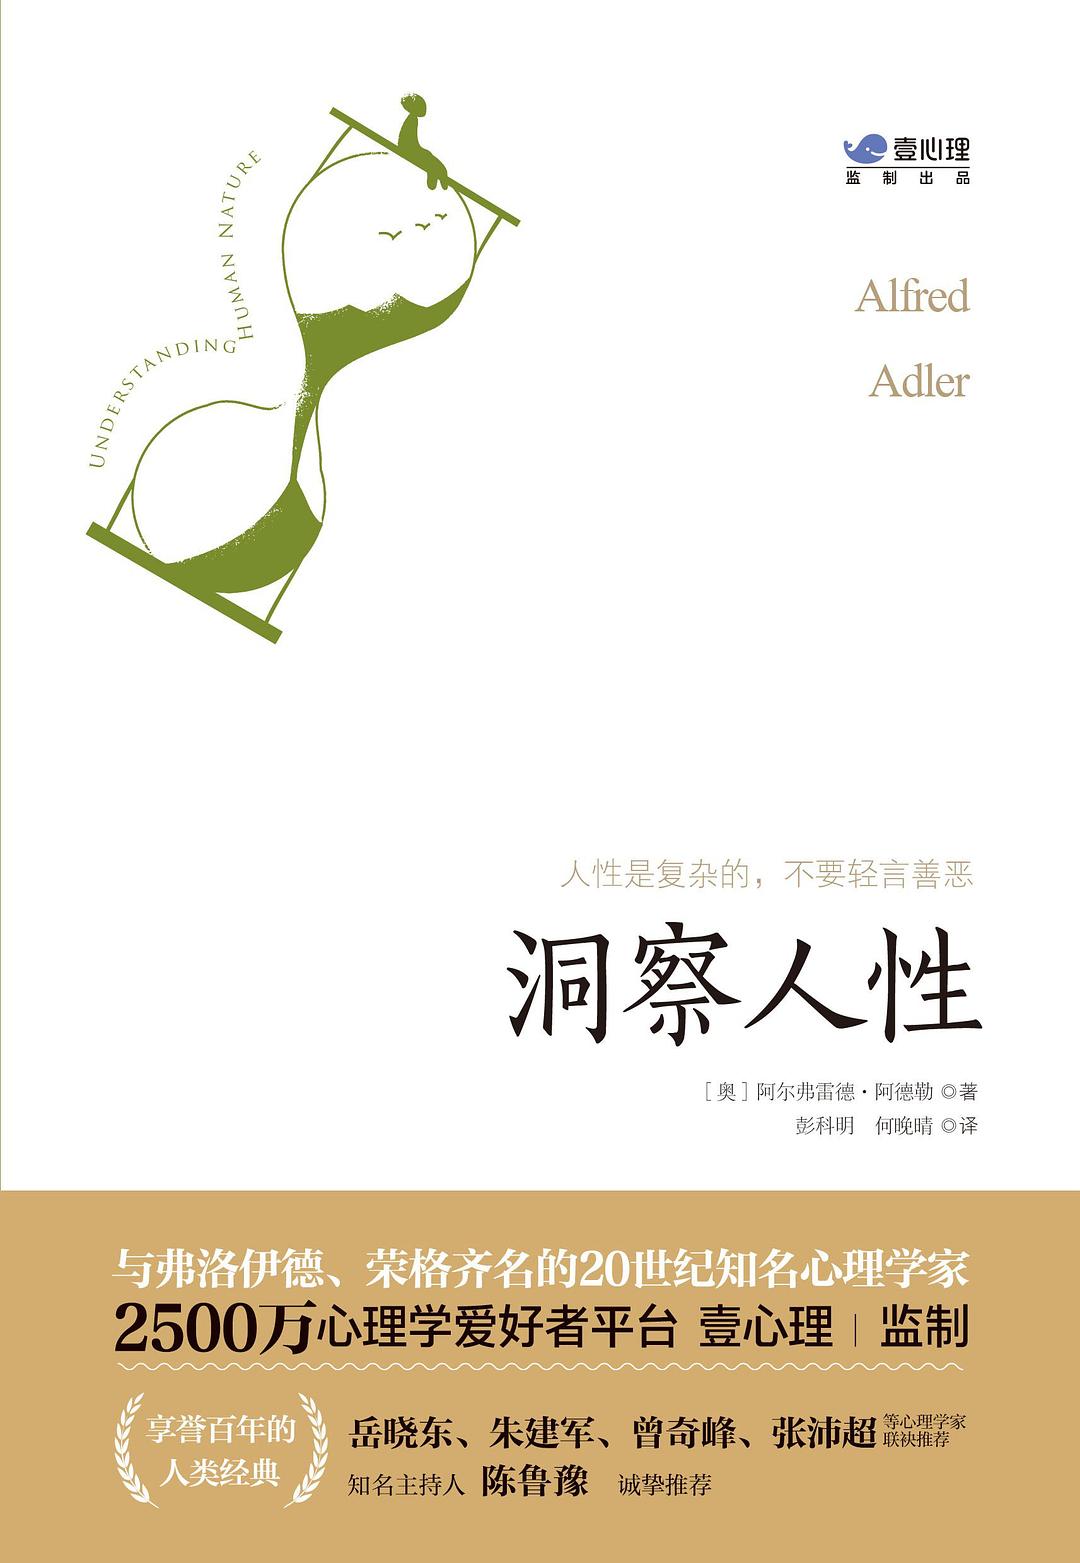 UNDERSTANDING HUMAN NATURE
壹心理
监制出品
Alfred
Adler
人性是复杂的，不要轻言善恶
洞察人性
［奥］阿尔弗雷德·阿德勒 ◎著
彭科明 何晚晴 ◎译
与弗洛伊德、荣格齐名的20世纪知名心理学家
2500万心理学爱好者平台 壹心理｜监制
享誉百年的
人类经典
岳晓东、朱建军、曾奇峰、张沛超 等心理学家
联袂推荐
知名主持人 陈鲁豫 诚挚推荐